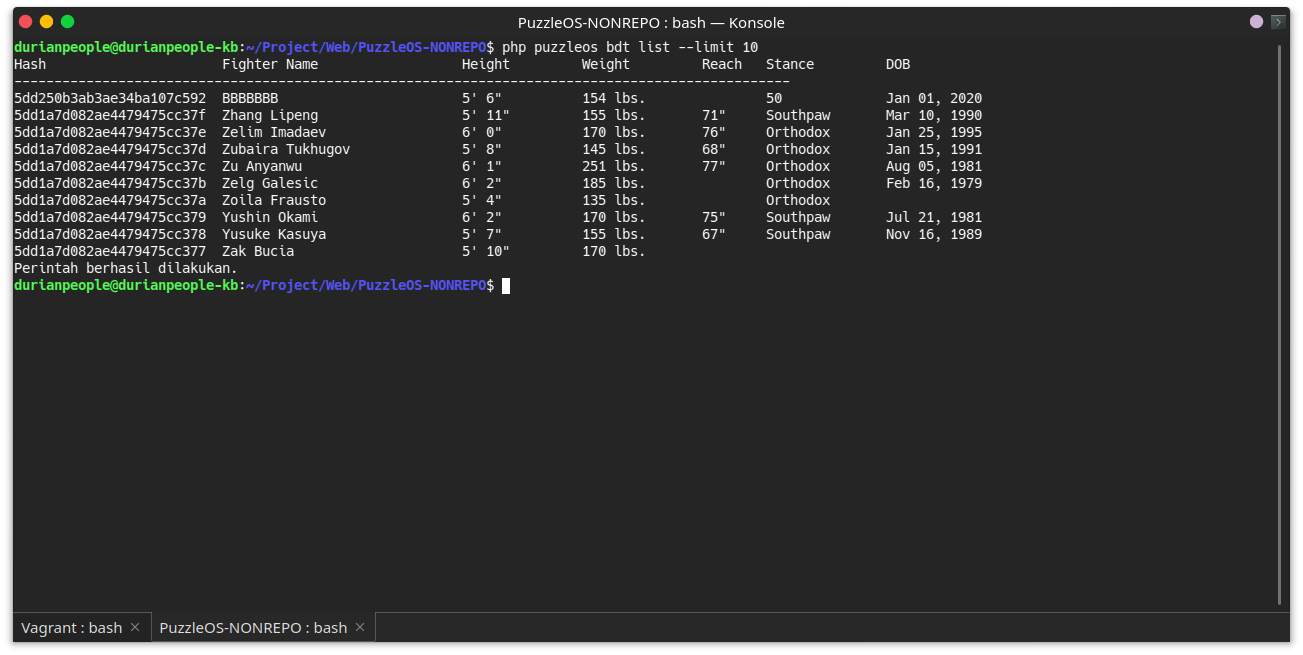 PuzzleOS-NONREPO : bash — Konsole
durianpeople@durianpeople-kb:~/Project/Web/PuzzleOS-NONREPO$ php puzzleos bdt list --limit 10
Hash                      Fighter Name                  Height         Weight         Reach   Stance         DOB
-------------------------------------------------------------------------------------------------
5dd250b3ab3ae34ba107c592  BBBBBBB                       5' 6"          154 lbs.               50             Jan 01, 2020
5dd1a7d082ae4479475cc37f  Zhang Lipeng                  5' 11"         155 lbs.       71"     Southpaw       Mar 10, 1990
5dd1a7d082ae4479475cc37e  Zelim Imadaev                 6' 0"          170 lbs.       76"     Orthodox       Jan 25, 1995
5dd1a7d082ae4479475cc37d  Zubaira Tukhugov              5' 8"          145 lbs.       68"     Orthodox       Jan 15, 1991
5dd1a7d082ae4479475cc37c  Zu Anyanwu                    6' 1"          251 lbs.       77"     Orthodox       Aug 05, 1981
5dd1a7d082ae4479475cc37b  Zelg Galesic                  6' 2"          185 lbs.               Orthodox       Feb 16, 1979
5dd1a7d082ae4479475cc37a  Zoila Frausto                 5' 4"          135 lbs.               Orthodox
5dd1a7d082ae4479475cc379  Yushin Okami                  6' 2"          170 lbs.       75"     Southpaw       Jul 21, 1981
5dd1a7d082ae4479475cc378  Yusuke Kasuya                 5' 7"          155 lbs.       67"     Southpaw       Nov 16, 1989
5dd1a7d082ae4479475cc377  Zak Bucia                     5' 10"         170 lbs.
Perintah berhasil dilakukan.
durianpeople@durianpeople-kb:~/Project/Web/PuzzleOS-NONREPO$
Vagrant : bash × PuzzleOS-NONREPO : bash ×